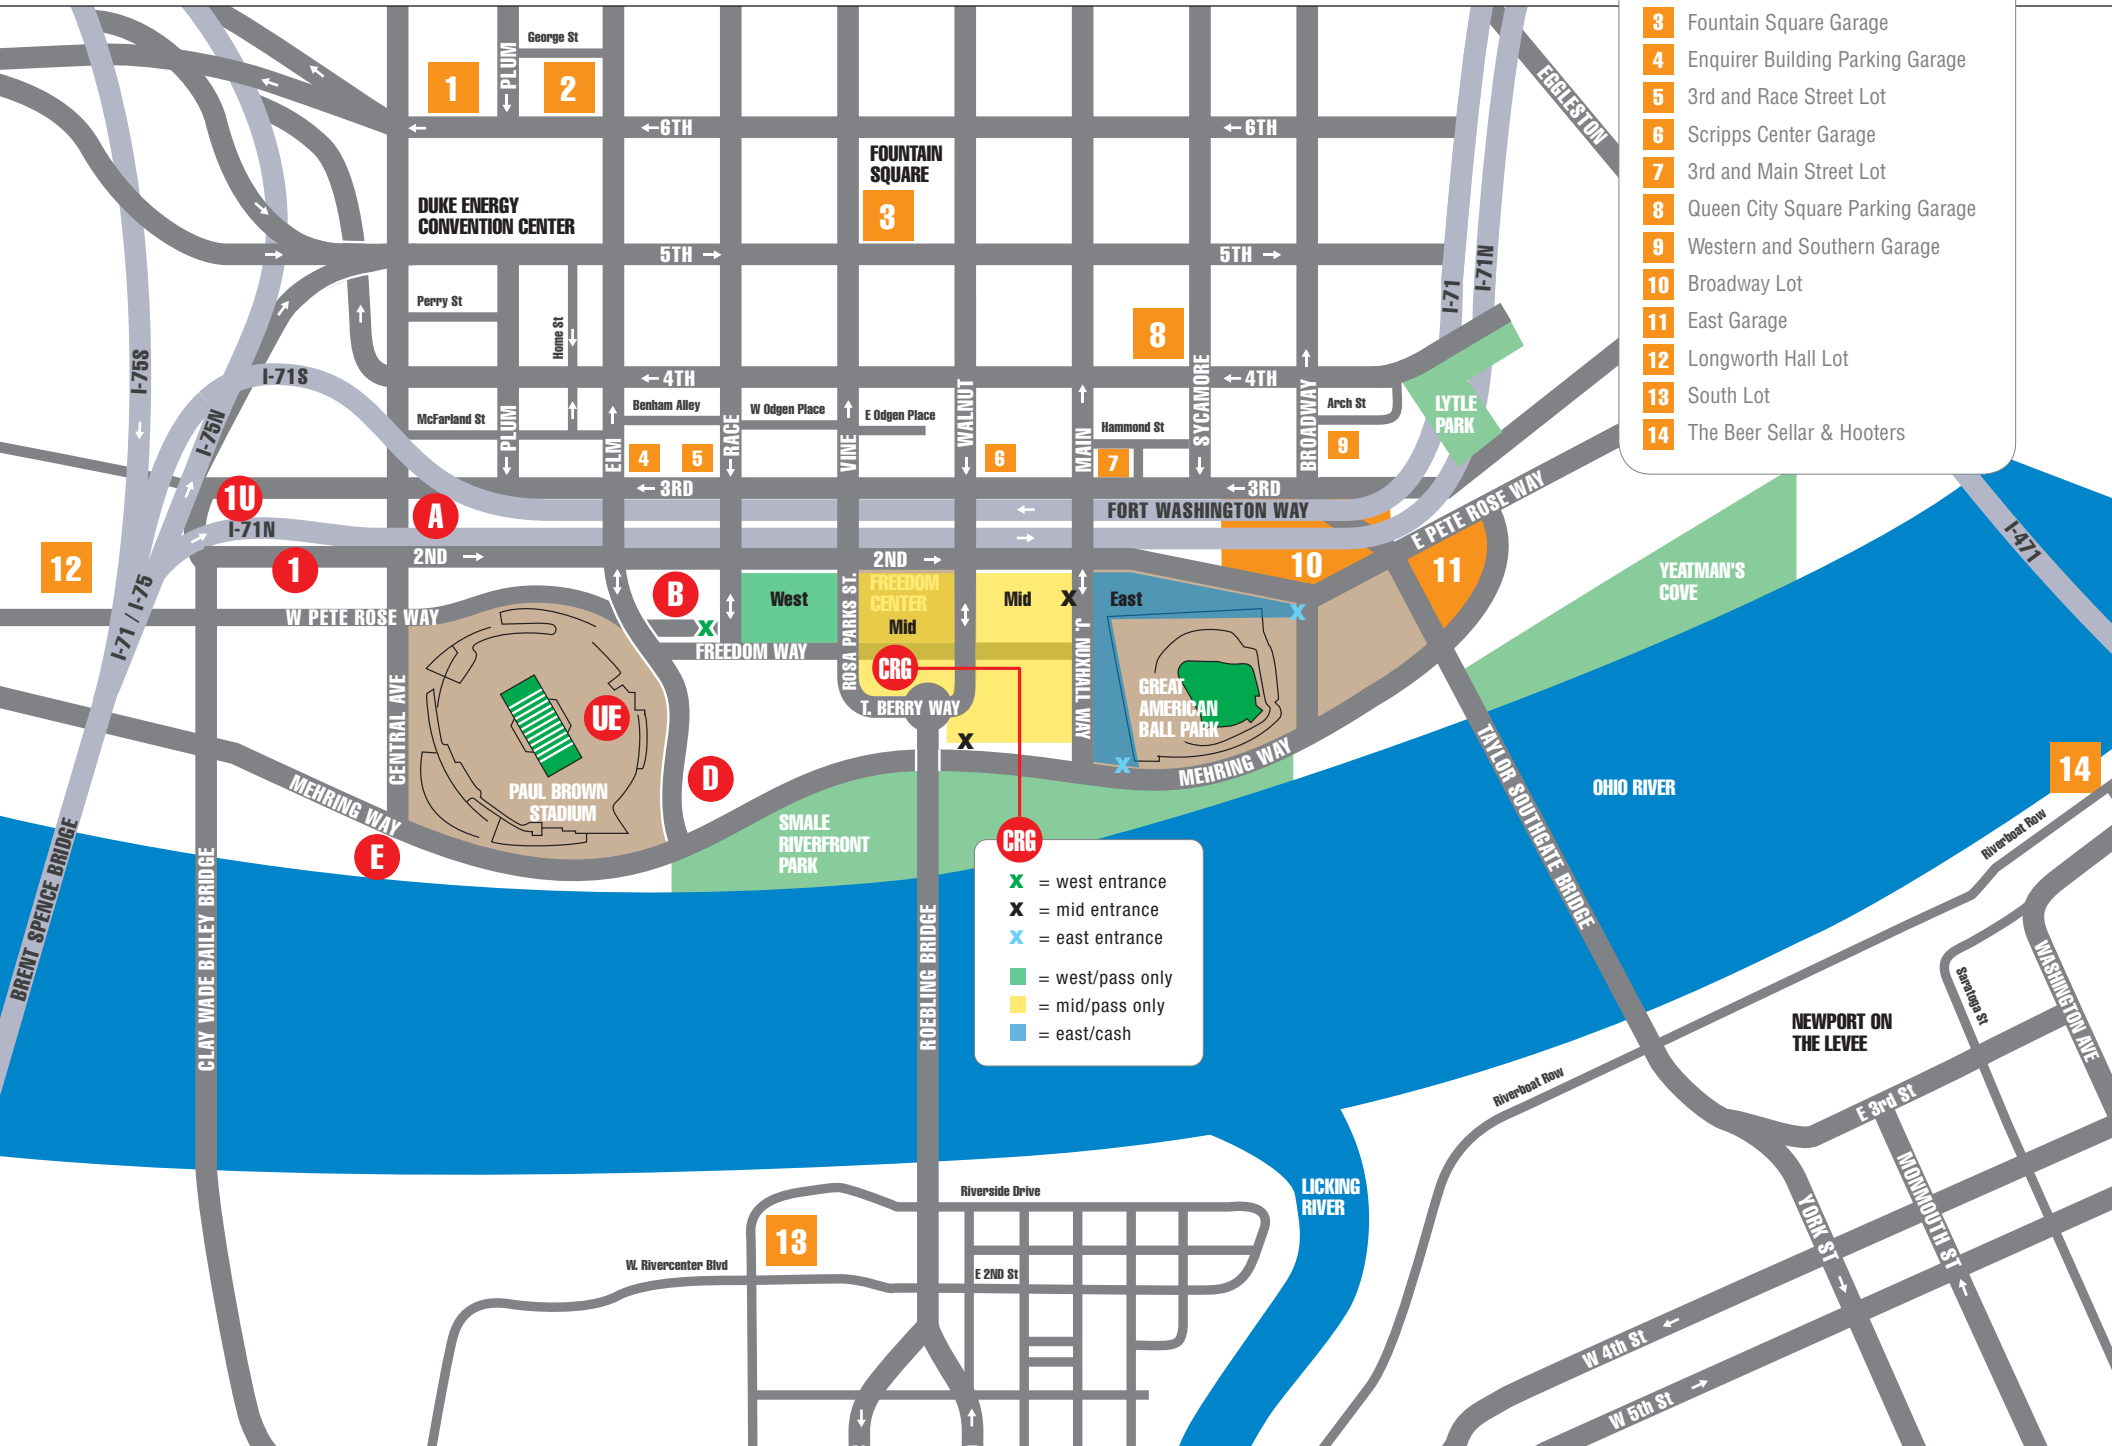 George St
PLUM
1
2
←6TH
←6TH
EGGLESTON
FOUNTAIN
SQUARE
3
DUKE ENERGY
CONVENTION CENTER
5TH →
5TH →
I-71
I-71N
3 Fountain Square Garage
4 Enquirer Building Parking Garage
5 3rd and Race Street Lot
6 Scripps Center Garage
7 3rd and Main Street Lot
8 Queen City Square Parking Garage
9 Western and Southern Garage
10 Broadway Lot
11 East Garage
12 Longworth Hall Lot
13 South Lot
14 The Beer Sellar & Hooters
Perry St
Home St
8
I-75S
I-71S
←4TH
←4TH
I-75N
McFarland St
PLUM
ELM
Benham Alley
RACE
W Odgen Place
VINE
E Odgen Place
WALNUT
MAIN
Hammond St
SYCAMORE
BROADWAY
Arch St
LYTLE
PARK
4
5
6
7
9
←3RD
←3RD
1U
A
I-71N
FORT WASHINGTON WAY
E PETE ROSE WAY
12
1
2ND →
2ND →
10
11
I-71 / I-75
W PETE ROSE WAY
B
X
West
ROSA PARKS ST.
FREEDOM
CENTER
Mid
Mid
X
East
X
J. NUXHALL WAY
FREEDOM WAY
CRG
T. BERRY WAY
X
YEATMAN'S
COVE
I-471
CENTRAL AVE
UE
PAUL BROWN
STADIUM
D
GREAT
AMERICAN
BALL PARK
X
MEHRING WAY
MEHRING WAY
E
SMALE
RIVERFRONT
PARK
TAYLOR SOUTHGATE BRIDGE
OHIO RIVER
14
Riverboat Row
BRENT SPENCE BRIDGE
CLAY WADE BAILEY BRIDGE
ROEBLING BRIDGE
CRG
X = west entrance
X = mid entrance
X = east entrance
= west/pass only
= mid/pass only
= east/cash
Saratoga St
WASHINGTON AVE
NEWPORT ON
THE LEVEE
Riverboat Row
E 3rd St
MONMOUTH ST
YORK ST
LICKING
RIVER
Riverside Drive
13
W. Rivercenter Blvd
E 2ND St
W 4th St
W 5th St